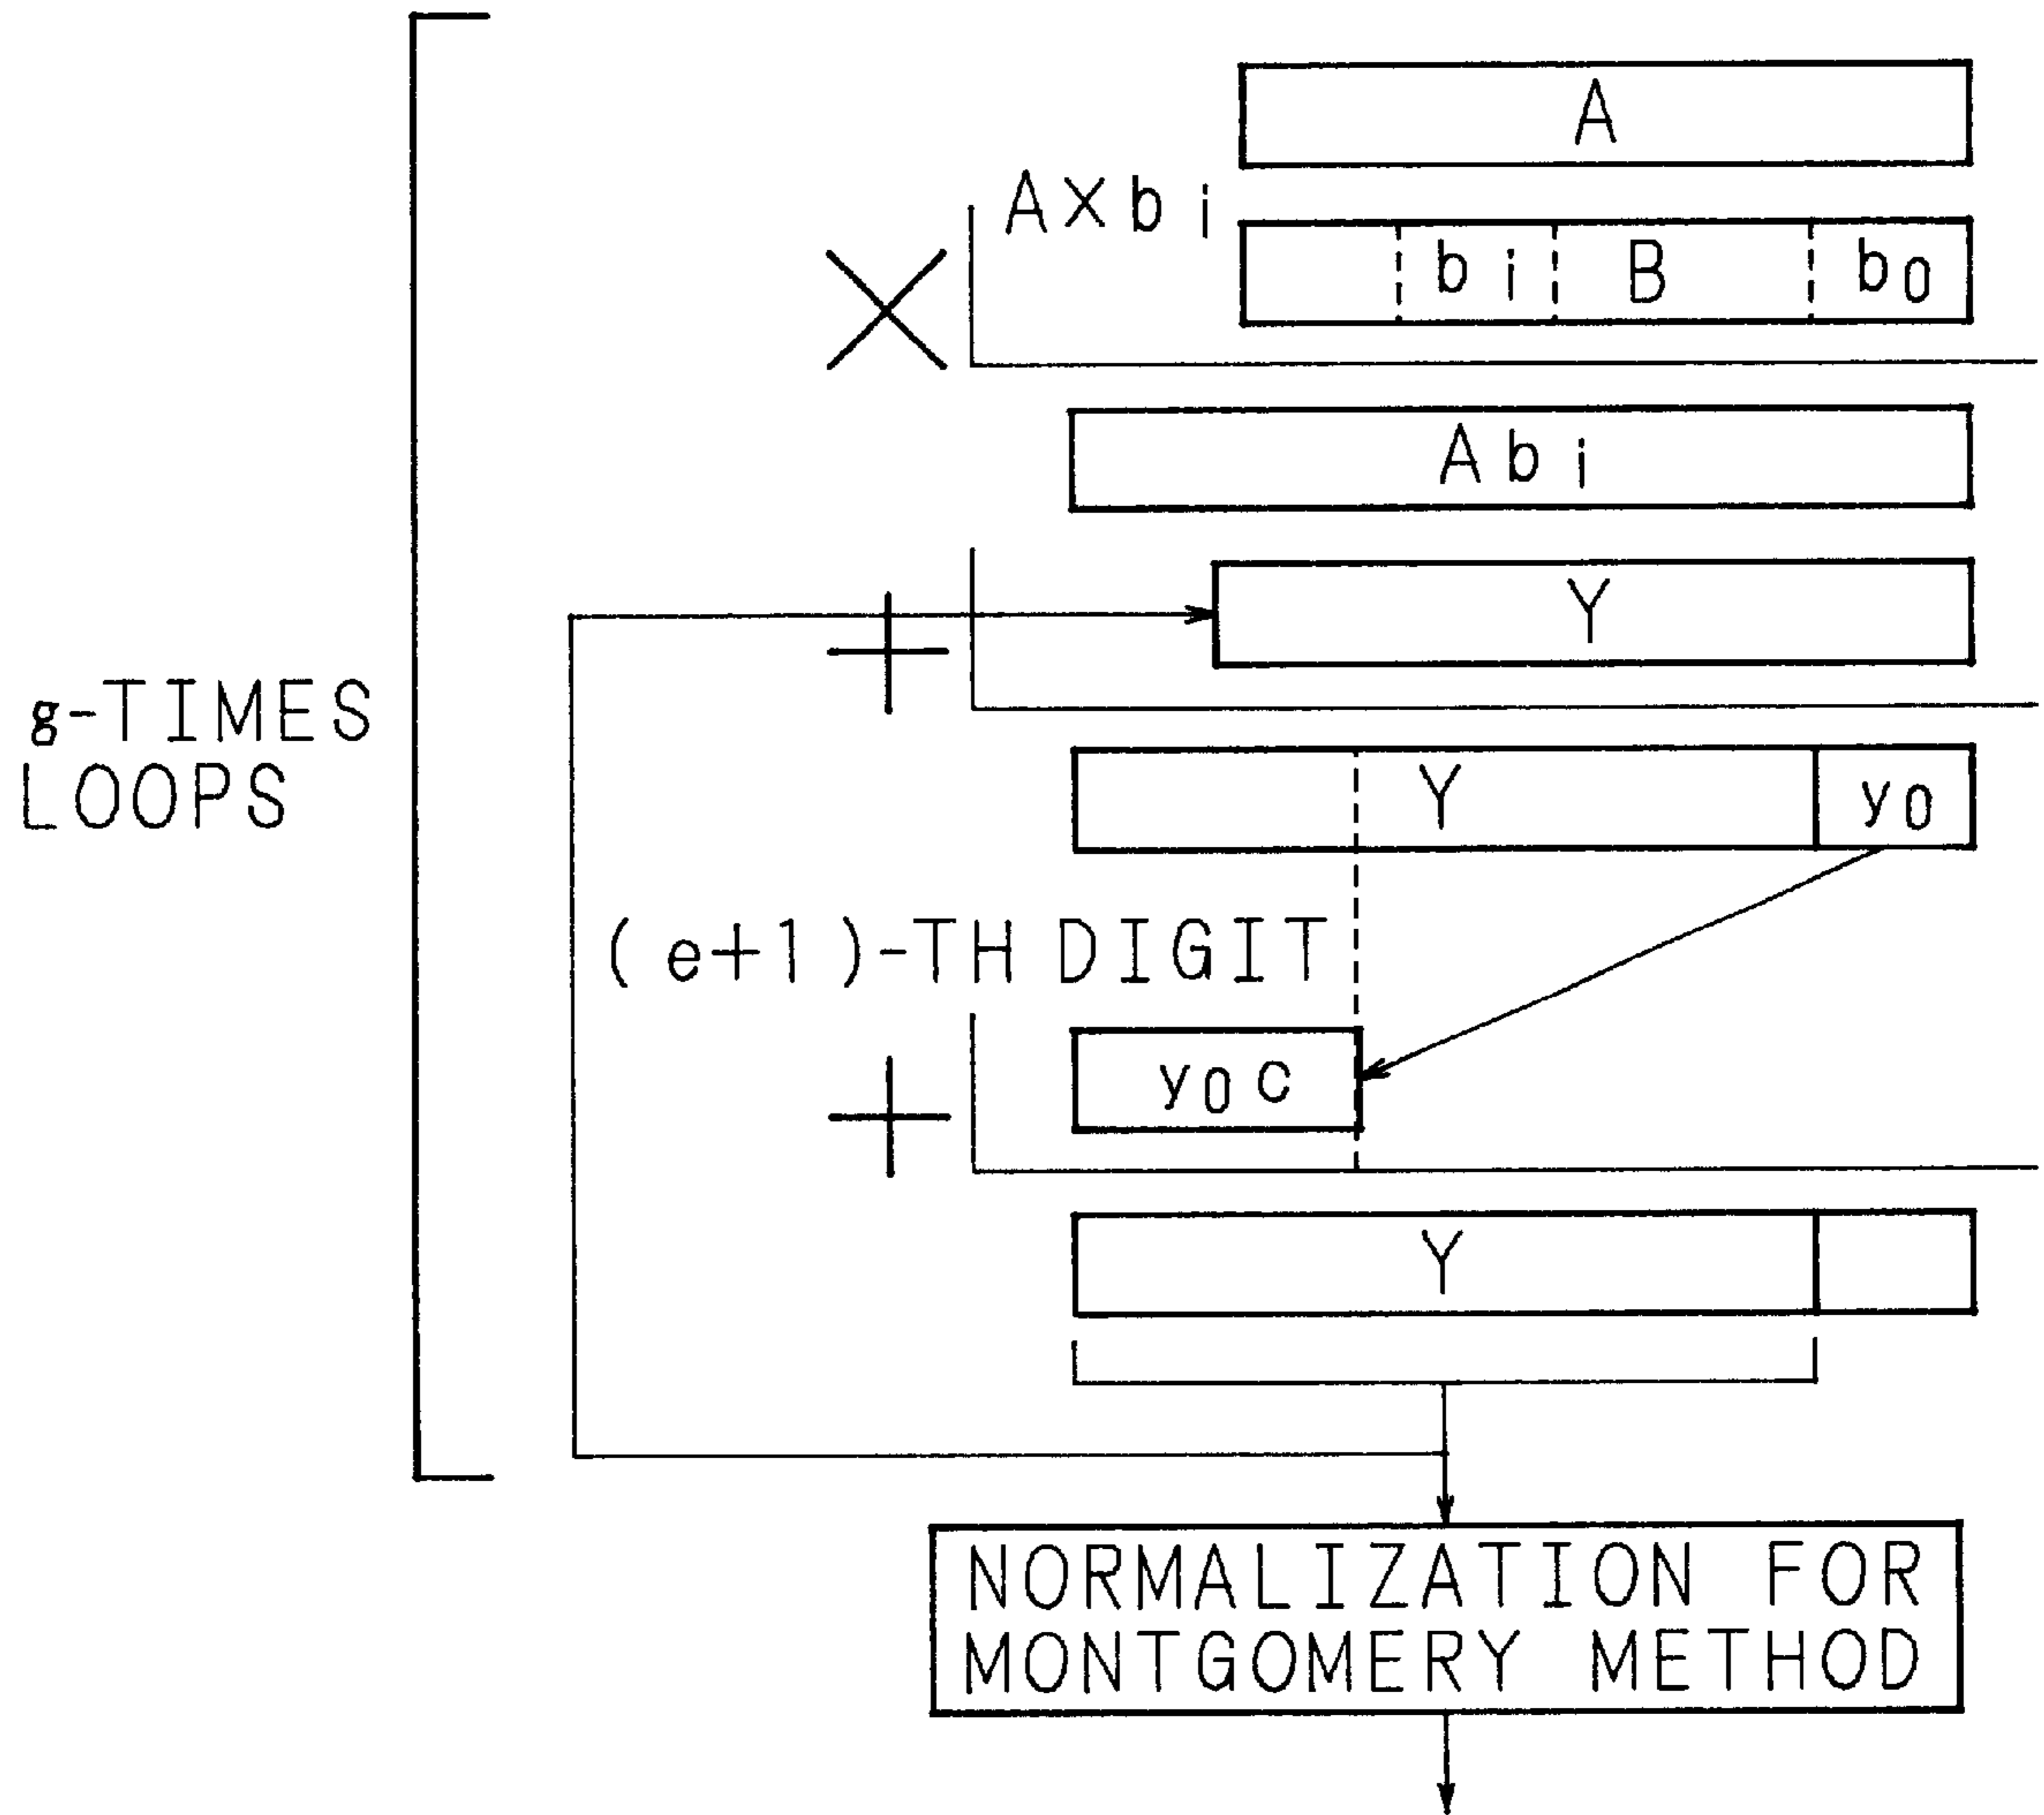 A
A×bi
bi B b0
Abi
Y
g-TIMES
LOOPS
Y y0
(e+1)-TH DIGIT
y0c
Y
NORMALIZATION FOR
MONTGOMERY METHOD